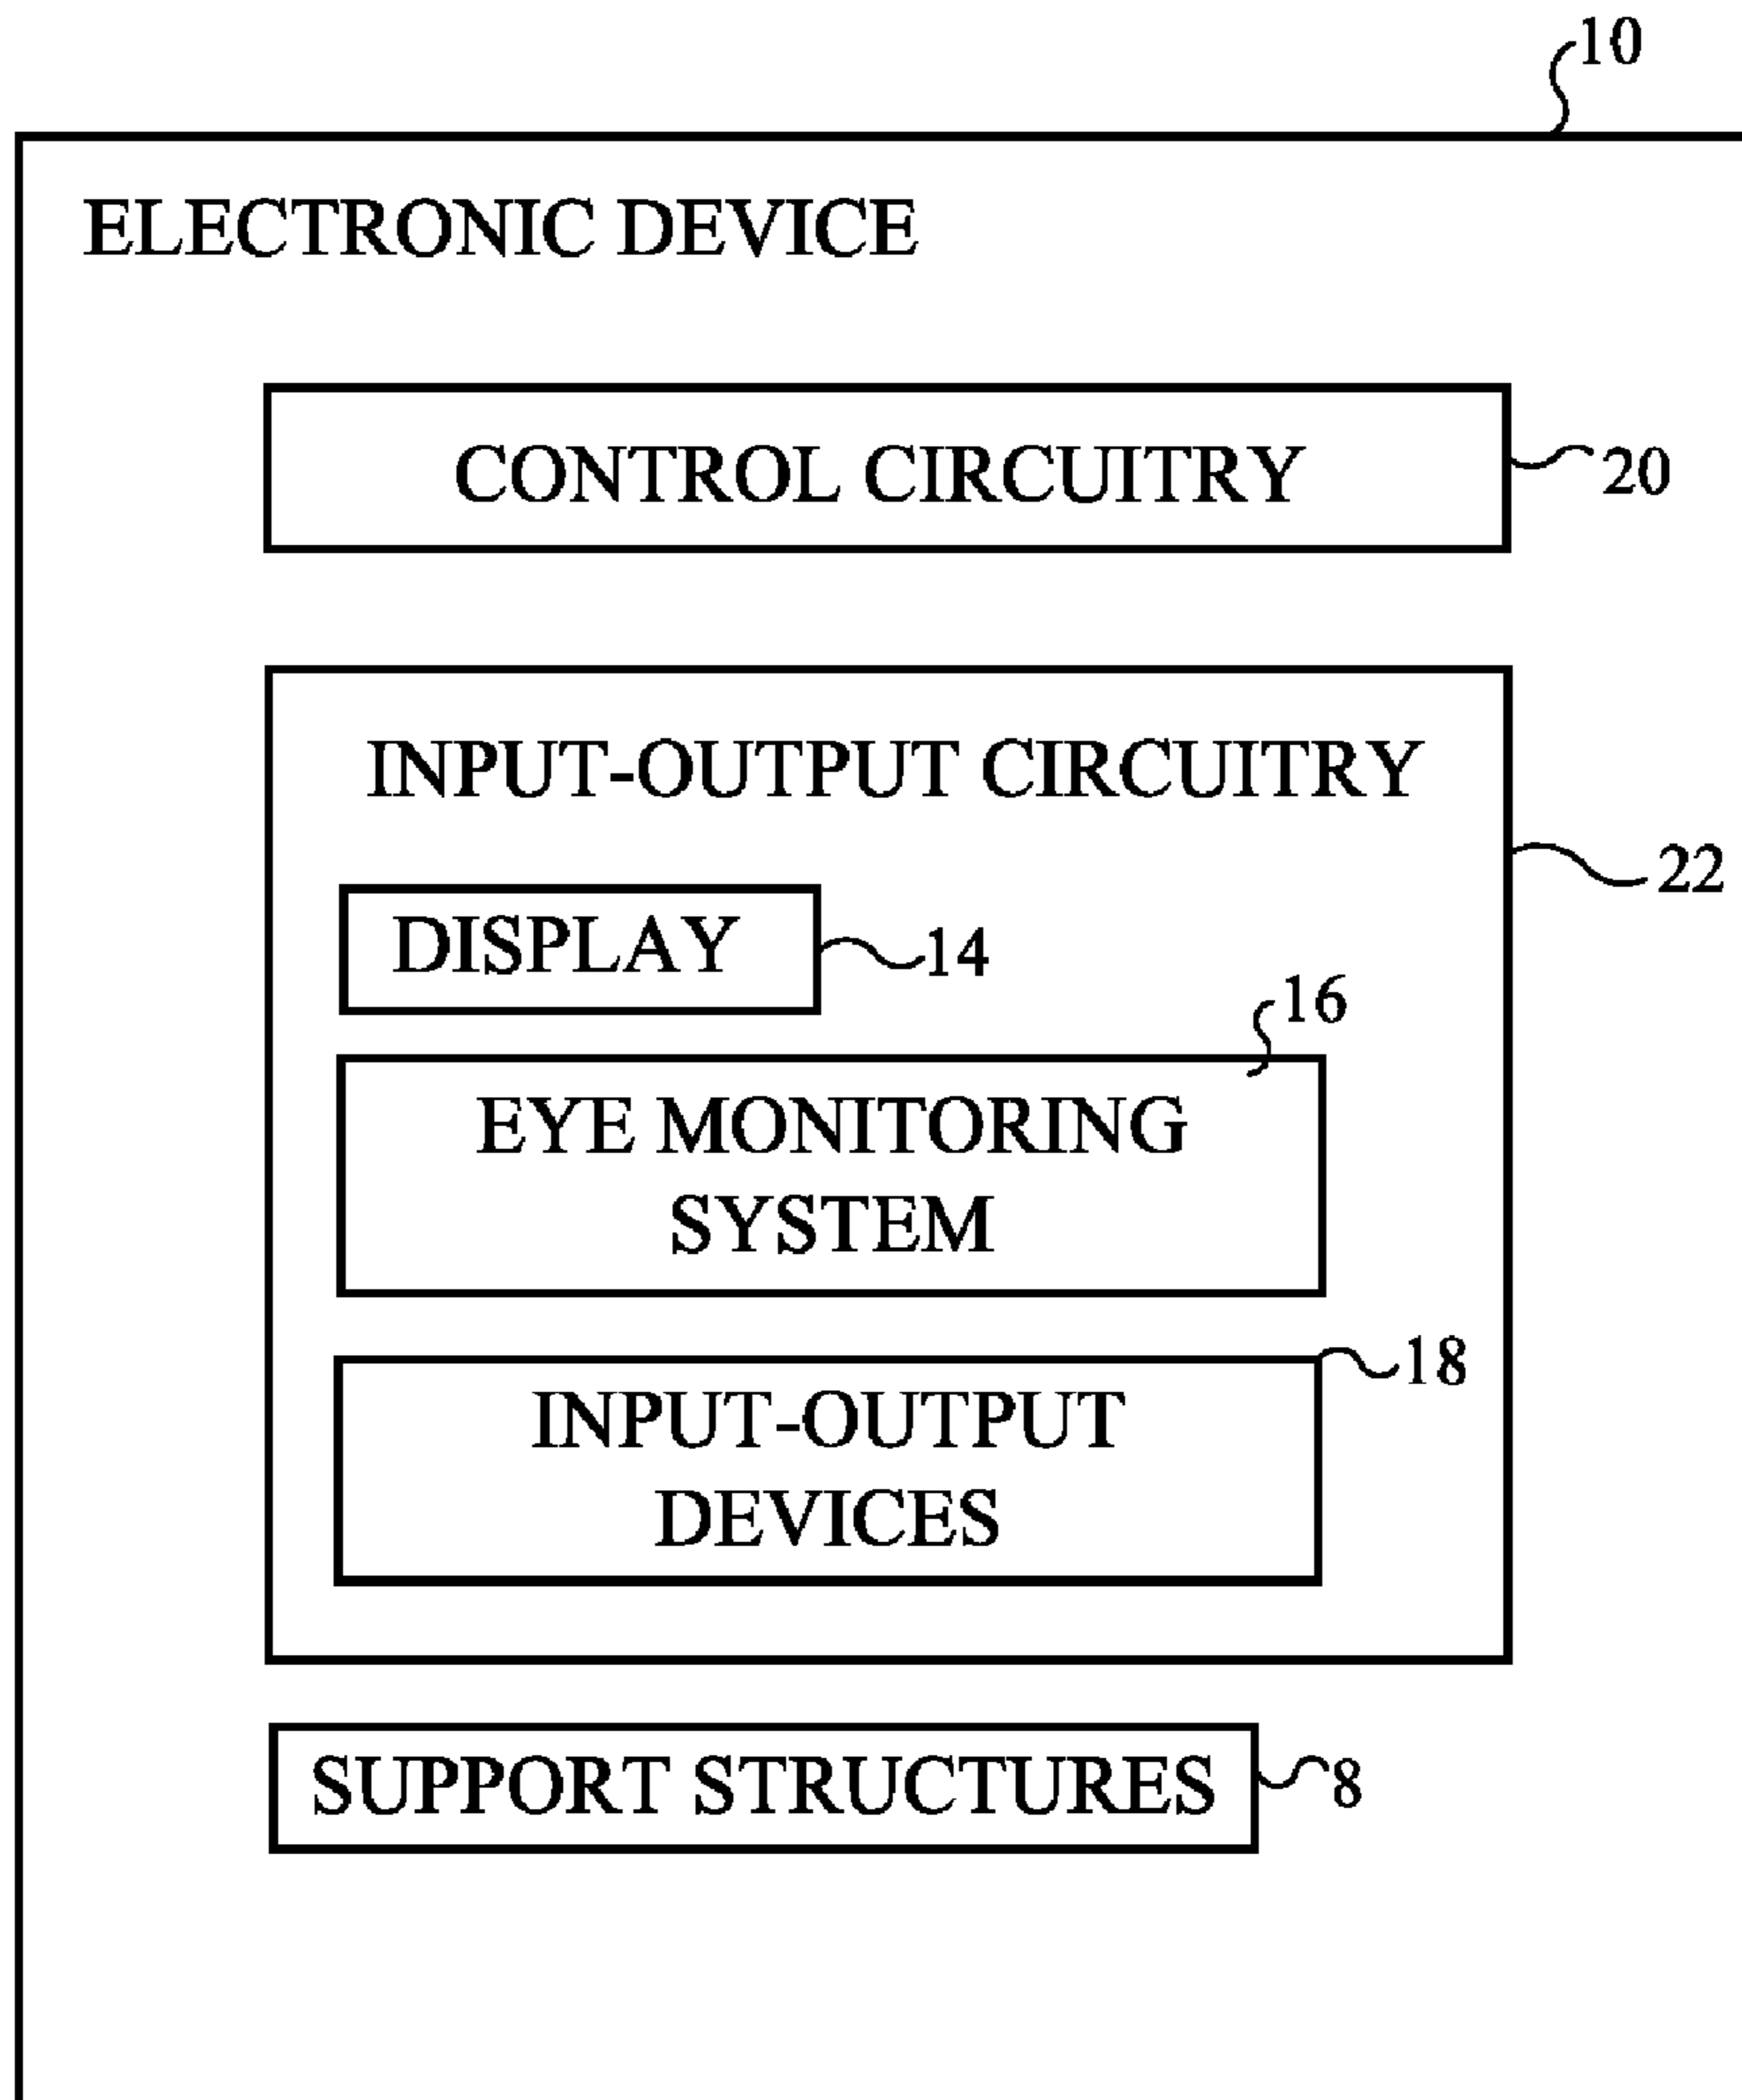 10
ELECTRONIC DEVICE
CONTROL CIRCUITRY
20
INPUT-OUTPUT CIRCUITRY
22
DISPLAY
14
16
EYE MONITORING
SYSTEM
18
INPUT-OUTPUT
DEVICES
SUPPORT STRUCTURES
8